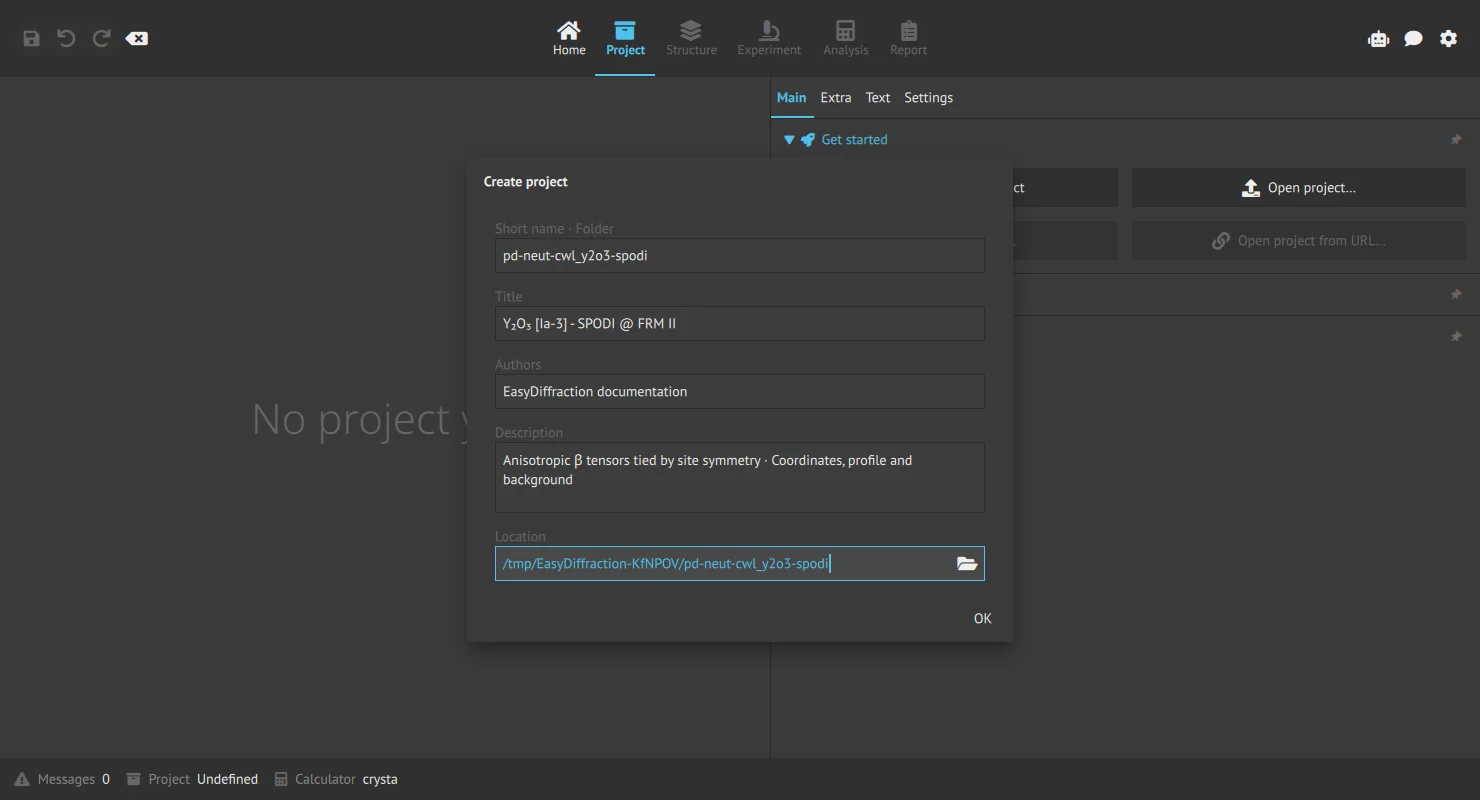 Home
Project
Structure
Experiment
Analysis
Report
Main
Extra
Text
Settings
Get started
ct
Open project...
Open project from URL...
No project
Create project
Short name · Folder
pd-neut-cwl_y2o3-spodi
Title
Y₂O₃ [Ia-3] - SPODI @ FRM II
Authors
EasyDiffraction documentation
Description
Anisotropic β tensors tied by site symmetry · Coordinates, profile and
background
Location
/tmp/EasyDiffraction-KfNPOV/pd-neut-cwl_y2o3-spodi
OK
Messages 0
Project Undefined
Calculator crysta